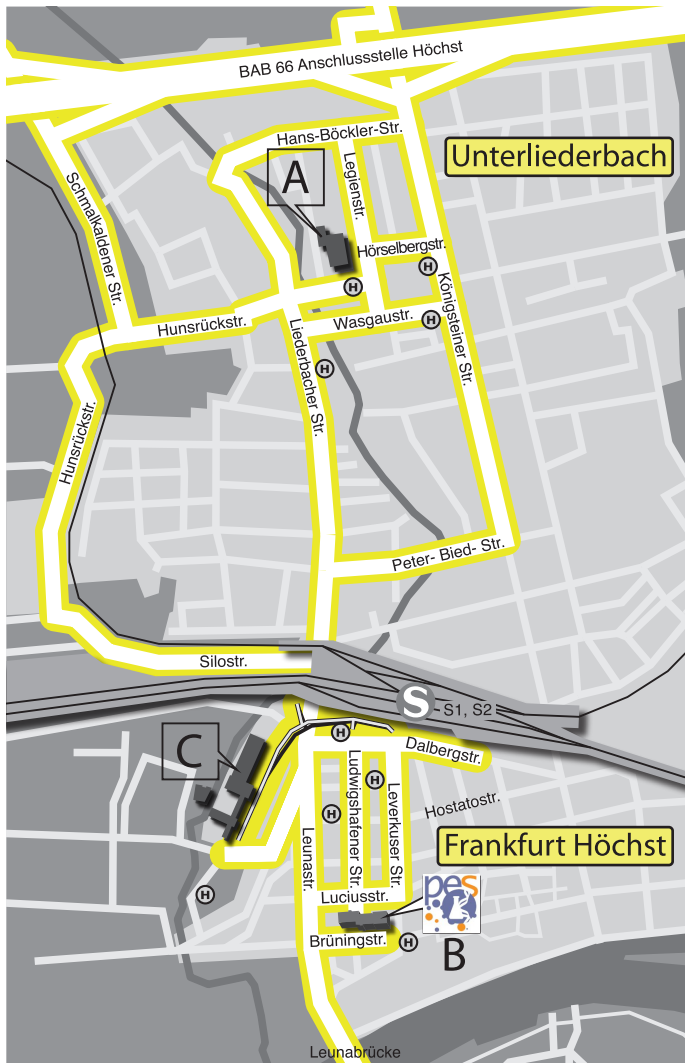 BAB 66 Anschlussstelle Höchst
Hans-Böckler-Str.
Unterliederbach
A
Legienstr.
Schmalkaldener Str.
Hörselbergstr.
H
Königsteiner Str.
H
Hunsrückstr.
Wasgaustr.
H
Liederbacher Str.
H
Hunsrückstr.
Peter- Bied- Str.
Silostr.
S
S1, S2
C
H
Dalbergstr.
Ludwigshafener Str.
H
Leverkuser Str.
Hostatostr.
H
Leunastr.
Frankfurt Höchst
H
Luciusstr.
pes
Brüningstr.
H
B
Leunabrücke